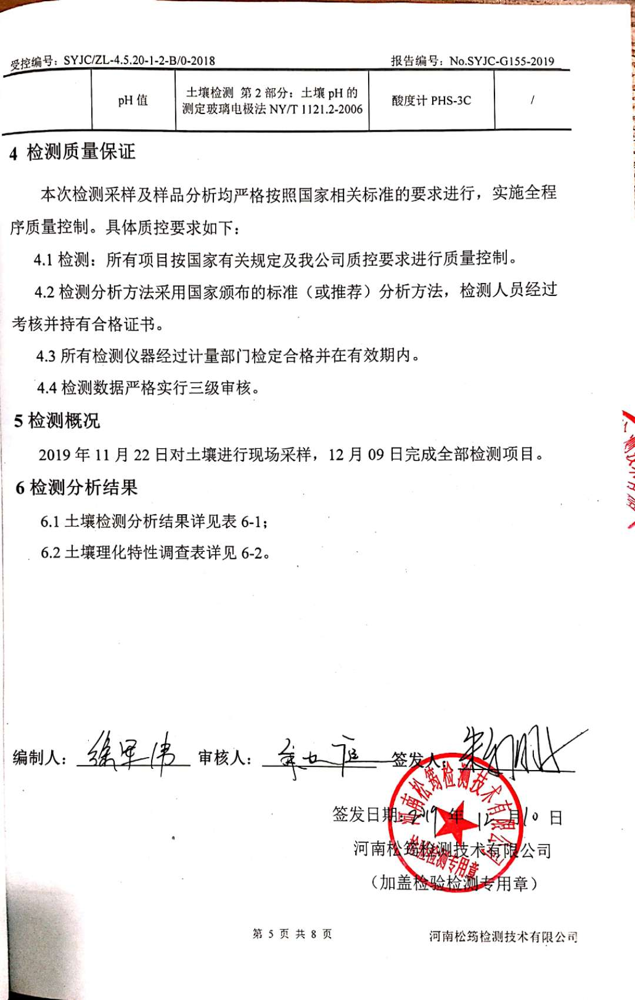 受控编号：SYJC/ZL-4.5.20-1-2-B/0-2018
报告编号：No.SYJC-G155-2019
pH 值
土壤检测 第 2 部分：土壤 pH 的
测定玻璃电极法 NY/T 1121.2-2006
酸度计 PHS-3C
/
4 检测质量保证
本次检测采样及样品分析均严格按照国家相关标准的要求进行，实施全程
序质量控制。具体质控要求如下：
4.1 检测：所有项目按国家有关规定及我公司质控要求进行质量控制。
4.2 检测分析方法采用国家颁布的标准（或推荐）分析方法，检测人员经过
考核并持有合格证书。
4.3 所有检测仪器经过计量部门检定合格并在有效期内。
4.4 检测数据严格实行三级审核。
5 检测概况
2019 年 11 月 22 日对土壤进行现场采样，12 月 09 日完成全部检测项目。
6 检测分析结果
6.1 土壤检测分析结果详见表 6-1；
6.2 土壤理化特性调查表详见 6-2。
编制人：徐军伟 审核人： 签发人：
签发日期：2019 年 12 月 10 日
河南松筠检测技术有限公司
（加盖检验检测专用章）
河南松筠检测技术有限公司
检验检测专用章
第 5 页 共 8 页
河南松筠检测技术有限公司